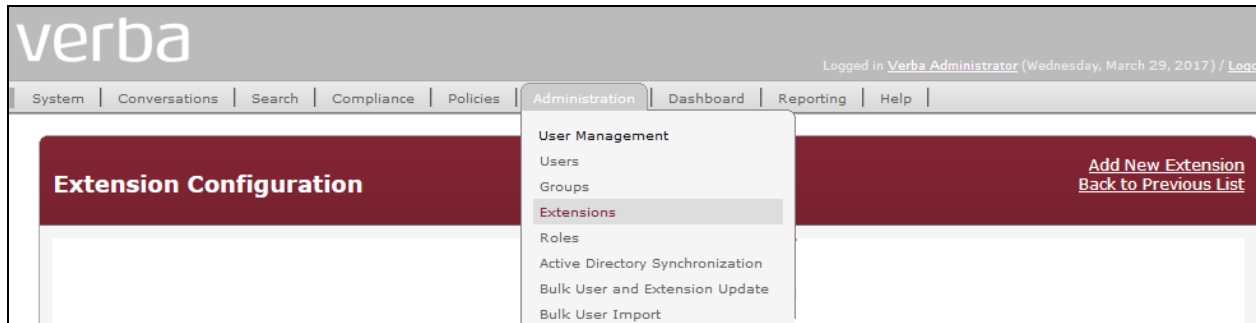 verba
Logged in Verba Administrator (Wednesday, March 29, 2017) /
System | Conversations | Search | Compliance | Policies | Administration | Dashboard | Reporting | Help |
User Management
Users
Groups
Extensions
Roles
Active Directory Synchronization
Bulk User and Extension Update
Bulk User Import
Extension Configuration
Add New Extension
Back to Previous List